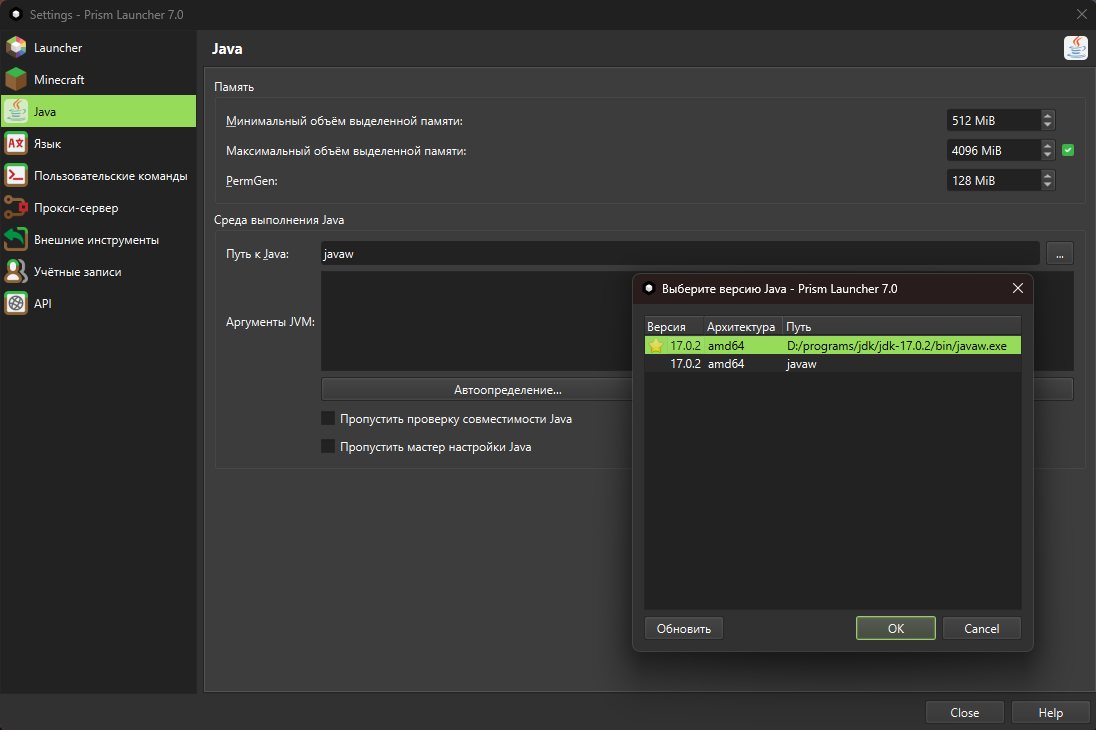 Settings - Prism Launcher 7.0
Launcher
Minecraft
Java
Язык
Пользовательские команды
Прокси-сервер
Внешние инструменты
Учётные записи
API
Java
Память
Минимальный объём выделенной памяти:
512 MiB
Максимальный объём выделенной памяти:
4096 MiB
PermGen:
128 MiB
Среда выполнения Java
Путь к Java:
javaw
...
Аргументы JVM:
Автоопределение...
Пропустить проверку совместимости Java
Пропустить мастер настройки Java
Выберите версию Java - Prism Launcher 7.0
Версия Архитектура Путь
17.0.2 amd64 D:/programs/jdk/jdk-17.0.2/bin/javaw.exe
17.0.2 amd64 javaw
Обновить
OK
Cancel
Close
Help